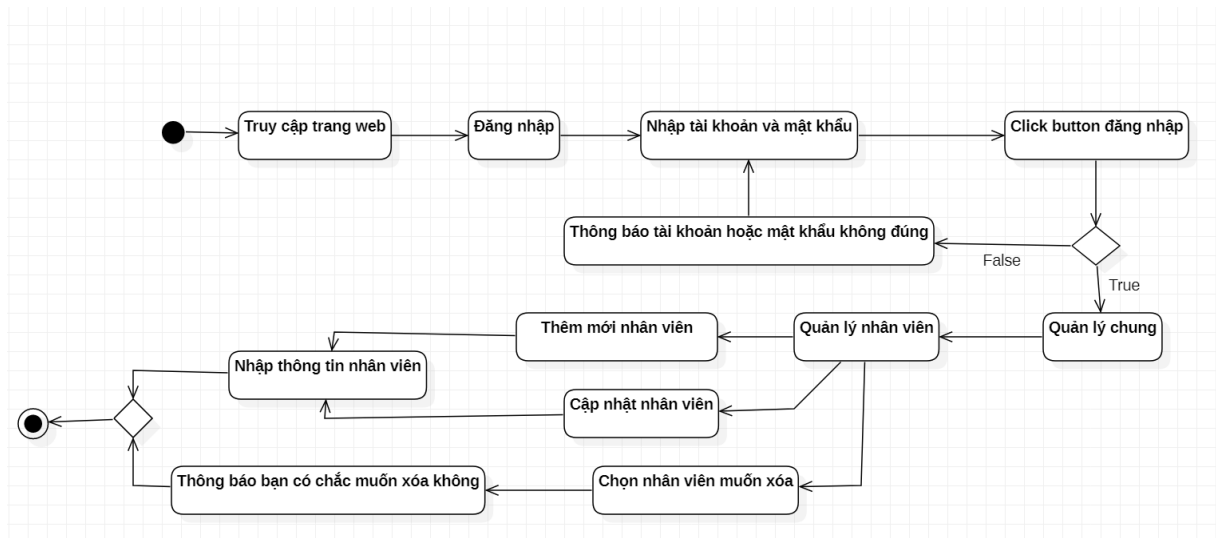 Truy cập trang web
Đăng nhập
Nhập tài khoản và mật khẩu
Click button đăng nhập
Thông báo tài khoản hoặc mật khẩu không đúng
False
True
Thêm mới nhân viên
Quản lý nhân viên
Quản lý chung
Nhập thông tin nhân viên
Cập nhật nhân viên
Thông báo bạn có chắc muốn xóa không
Chọn nhân viên muốn xóa